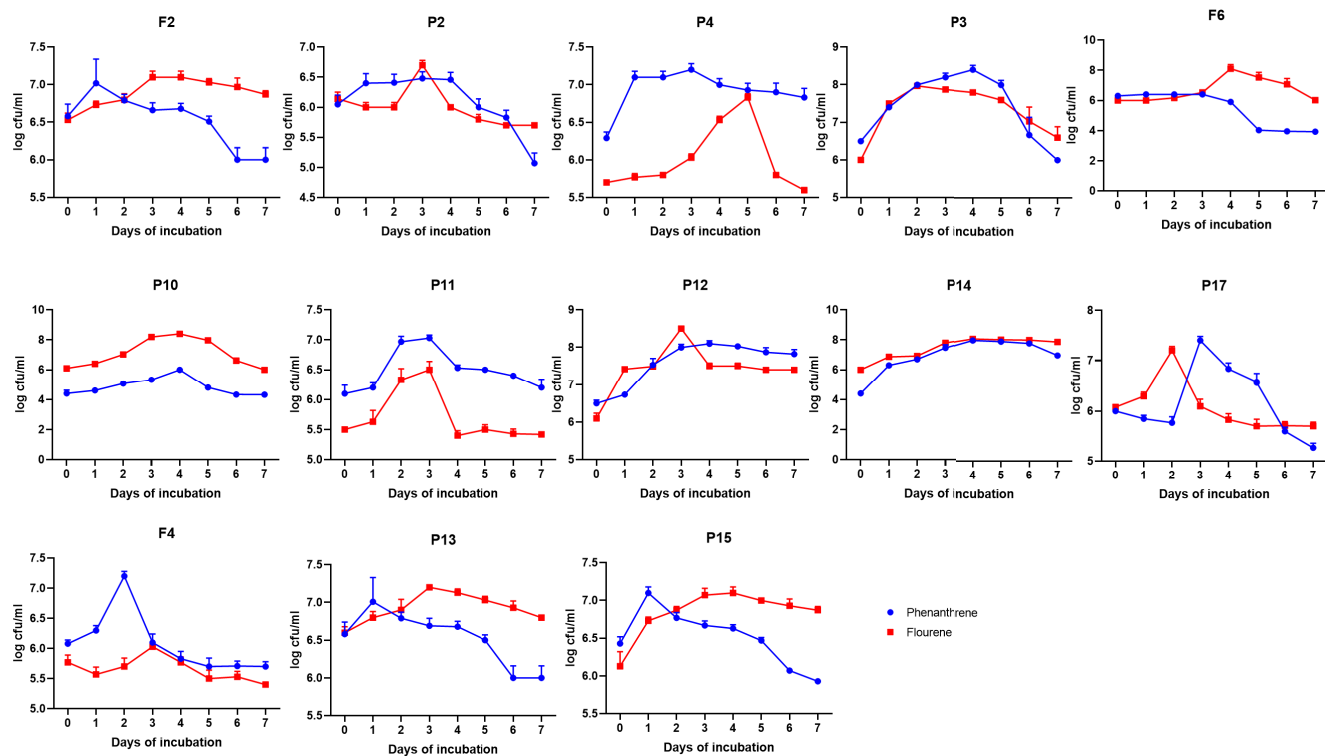 F2 P2 P4 P3 F6
7.5 7.0 6.5 6.0 5.5
log cfu/ml
0 1 2 3 4 5 6 7
Days of incubation
7.0 6.5 6.0 5.5 5.0 4.5
log cfu/ml
0 1 2 3 4 5 6 7
Days of incubation
7.5 7.0 6.5 6.0 5.5
log cfu/ml
0 1 2 3 4 5 6 7
Days of incubation
9 8 7 6 5
log cfu/ml
0 1 2 3 4 5 6 7
Days of incubation
10 8 6 4 2 0
log cfu/ml
0 1 2 3 4 5 6 7
Days of incubation
P10 P11 P12 P14 P17
10 8 6 4 2 0
log cfu/ml
0 1 2 3 4 5 6 7
Days of incubation
7.5 7.0 6.5 6.0 5.5 5.0
log cfu/ml
0 1 2 3 4 5 6 7
Days of incubation
9 8 7 6 5
log cfu/ml
0 1 2 3 4 5 6 7
Days of incubation
10 8 6 4 2 0
log cfu/ml
0 1 2 3 4 5 6 7
Days of incubation
8 7 6 5
log cfu/ml
0 1 2 3 4 5 6 7
Days of incubation
F4 P13 P15
7.5 7.0 6.5 6.0 5.5 5.0
log cfu/ml
0 1 2 3 4 5 6 7
Days of incubation
7.5 7.0 6.5 6.0 5.5
log cfu/ml
0 1 2 3 4 5 6 7
Days of incubation
7.5 7.0 6.5 6.0 5.5
log cfu/ml
0 1 2 3 4 5 6 7
Days of incubation
Phenanthrene
Flourene